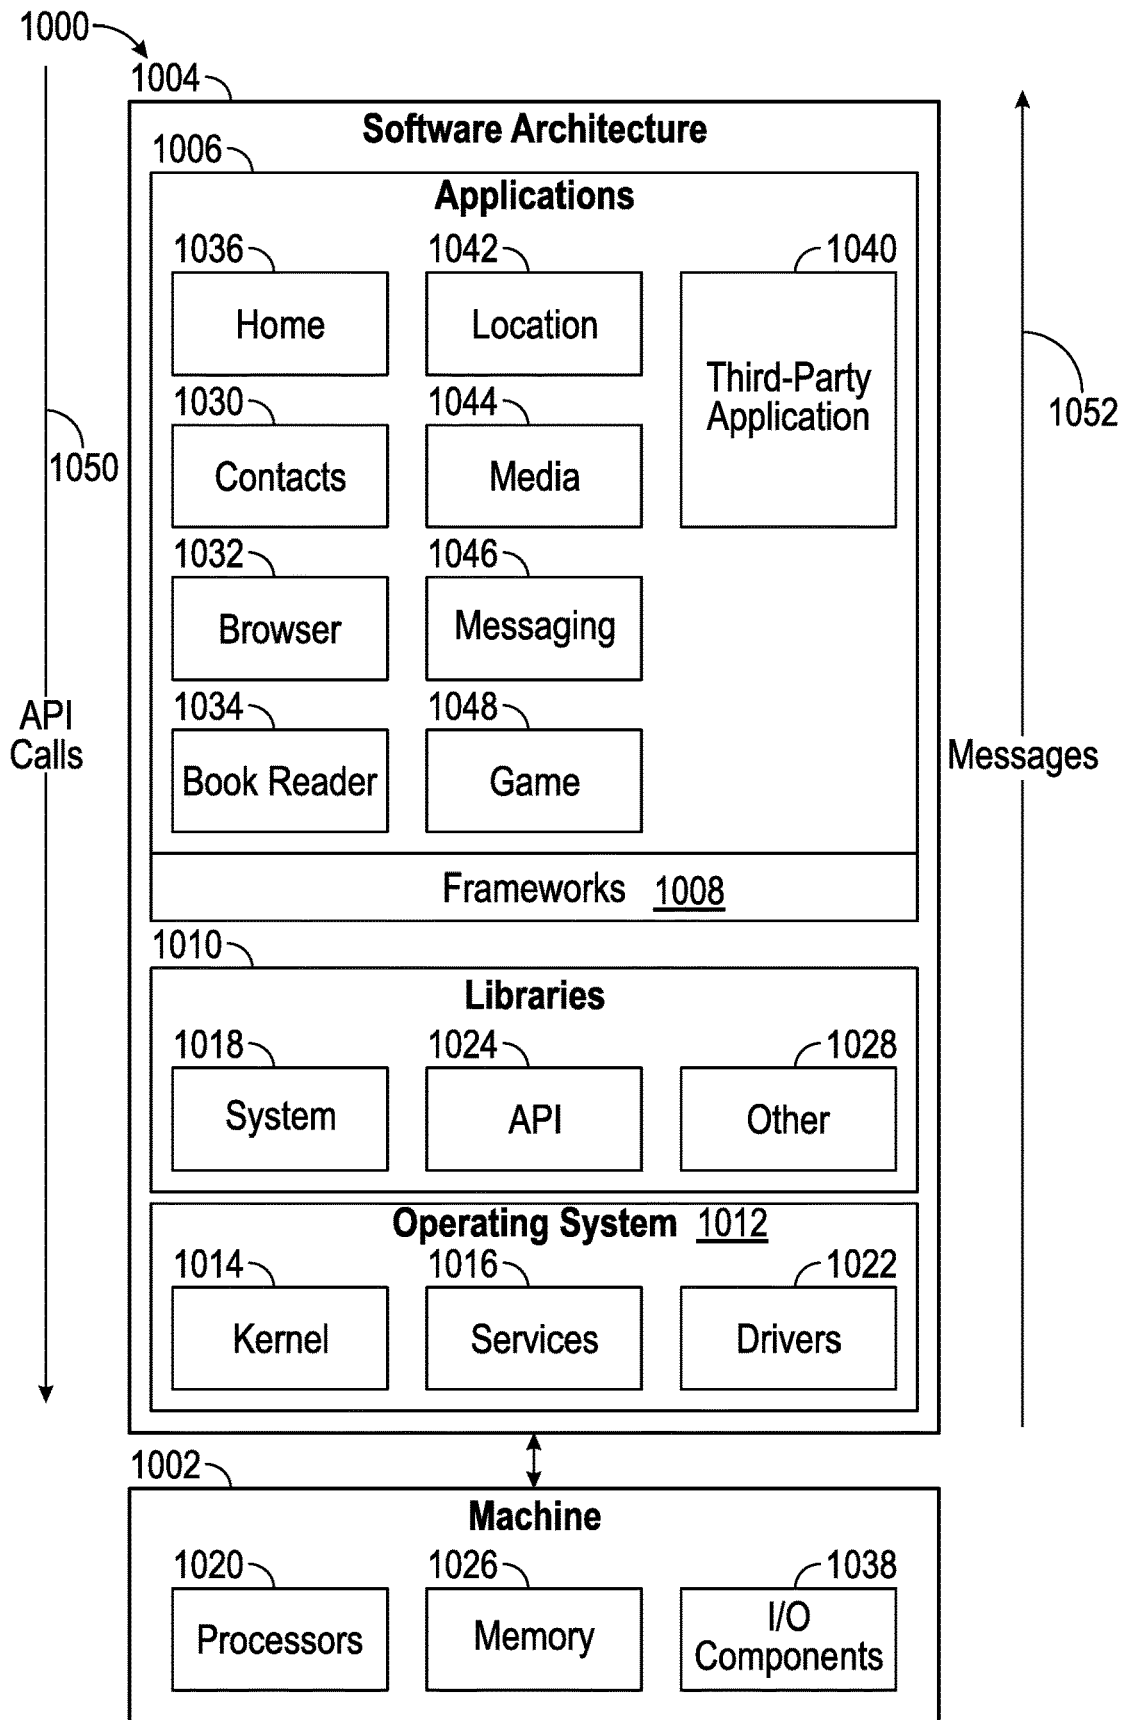 1000
1004
Software Architecture
1006
Applications
1036
1042
1040
Home
Location
Third-Party
Application
1030
1044
1052
Contacts
Media
1050
1032
1046
Browser
Messaging
1034
1048
API
Calls
Book Reader
Game
Messages
Frameworks 1008
1010
Libraries
1018
1024
1028
System
API
Other
Operating System 1012
1014
1016
1022
Kernel
Services
Drivers
1002
Machine
1020
1026
1038
Processors
Memory
I/O
Components